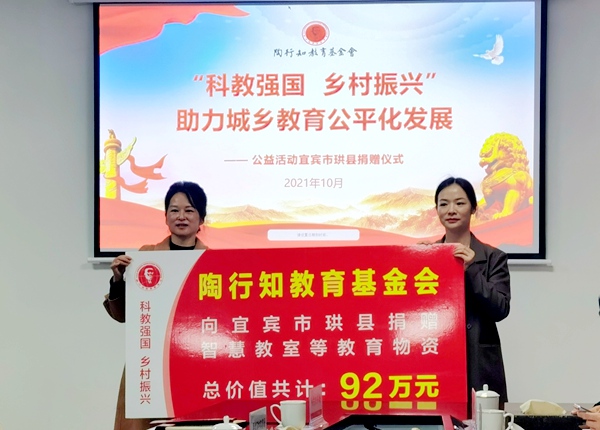 陶行知教育基金會
“科教强国 乡村振兴”
助力城乡教育公平化发展
—— 公益活动宜宾市珙县捐赠仪式
2021年10月
陶行知教育基金会
向宜宾市珙县捐赠
智慧教室等教育物资
总价值共计：92万元
科教强国 乡村振兴